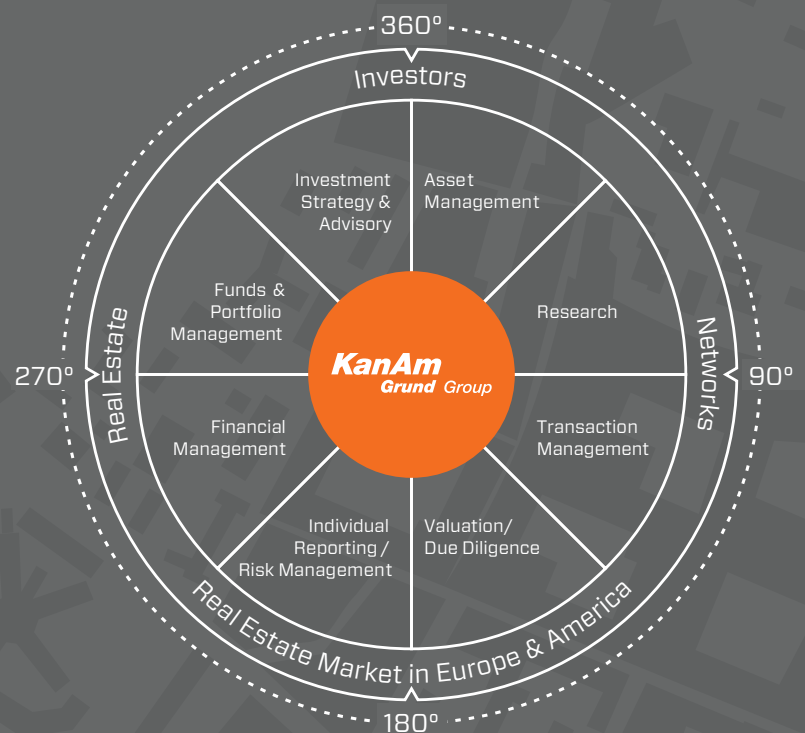 360°
Investors
Investment
Strategy &
Advisory
Asset
Management
Funds &
Portfolio
Management
Research
KanAm
Grund Group
270°
Real Estate
Networks
90°
Financial
Management
Transaction
Management
Individual
Reporting /
Risk Management
Valuation/
Due Diligence
Real Estate Market in Europe & America
180°